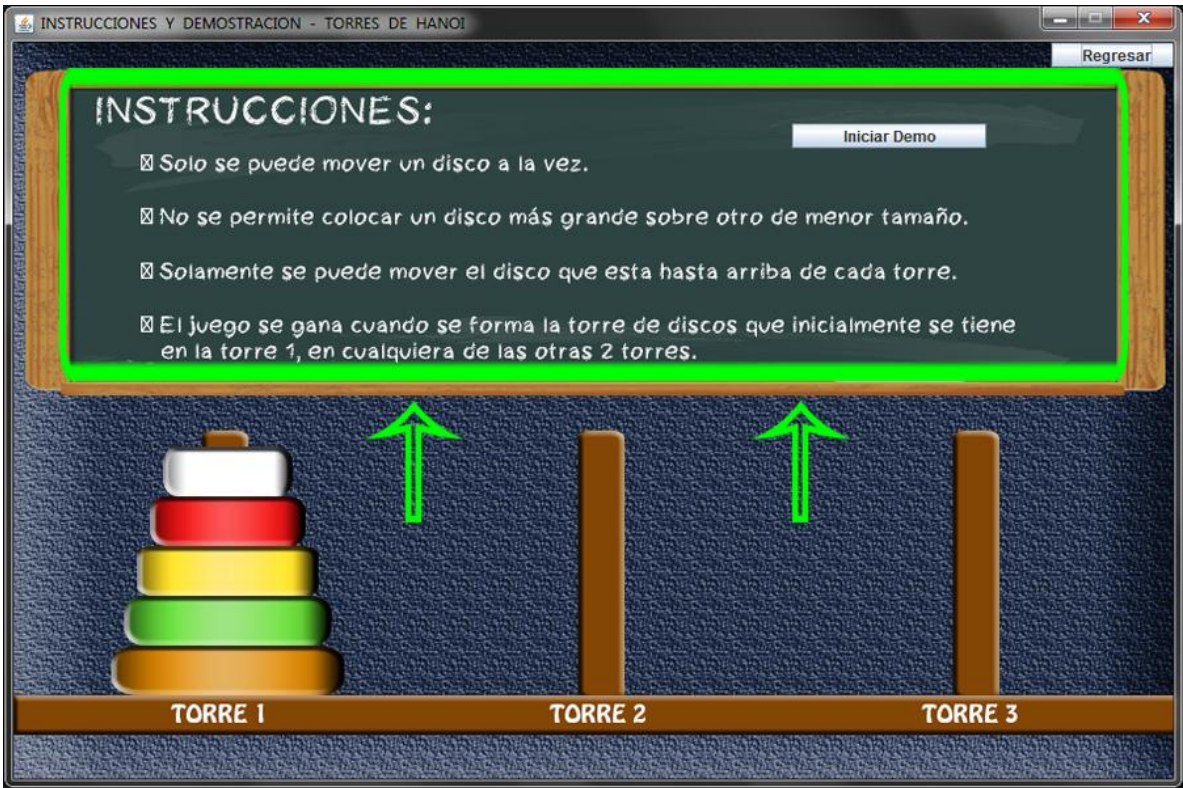 INSTRUCCIONES Y DEMOSTRACION - TORRES DE HANOI
Regresar
INSTRUCCIONES:
Iniciar Demo
Solo se puede mover un disco a la vez.
No se permite colocar un disco más grande sobre otro de menor tamaño.
Solamente se puede mover el disco que esta hasta arriba de cada torre.
El juego se gana cuando se forma la torre de discos que inicialmente se tiene
en la torre 1, en cualquiera de las otras 2 torres.
TORRE 1 TORRE 2 TORRE 3